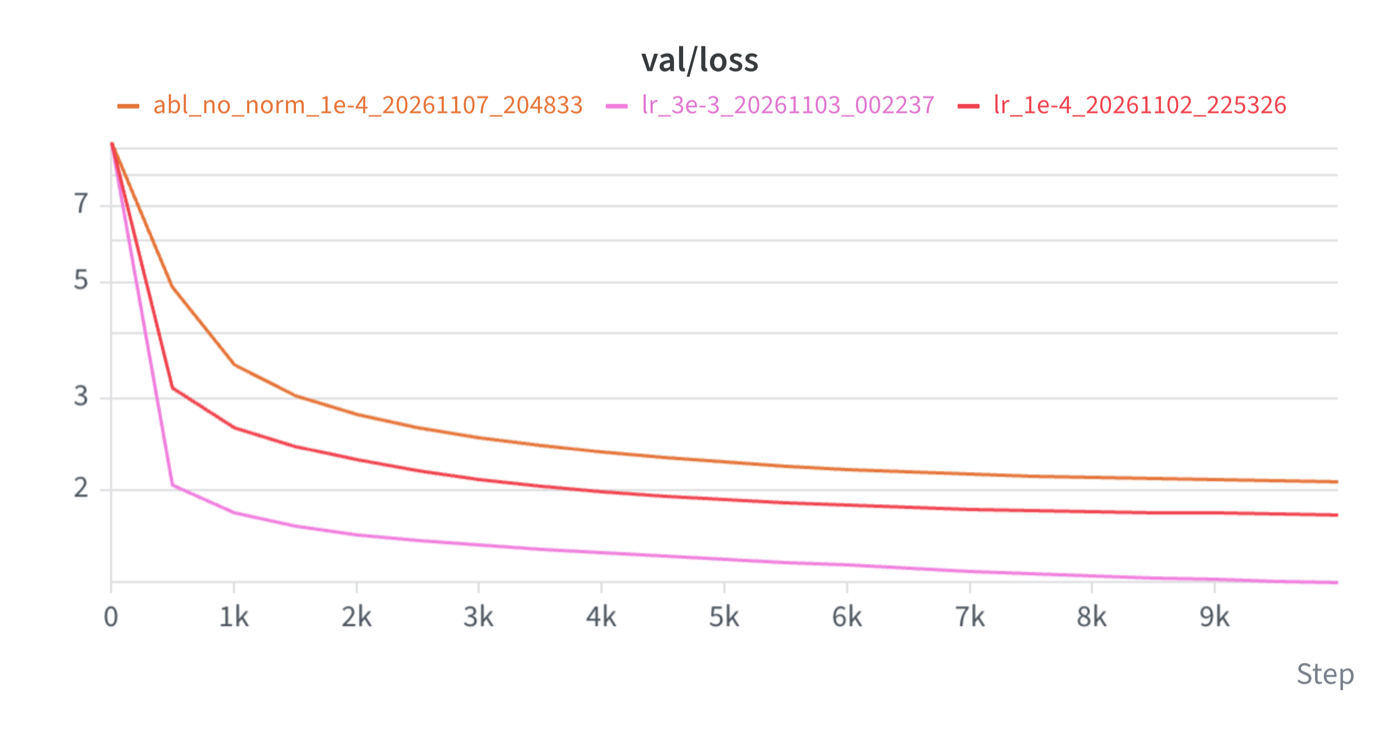 val/loss
abl_no_norm_1e-4_20261107_204833 lr_3e-3_20261103_002237 lr_1e-4_20261102_225326
7
5
3
2
0 1k 2k 3k 4k 5k 6k 7k 8k 9k
Step